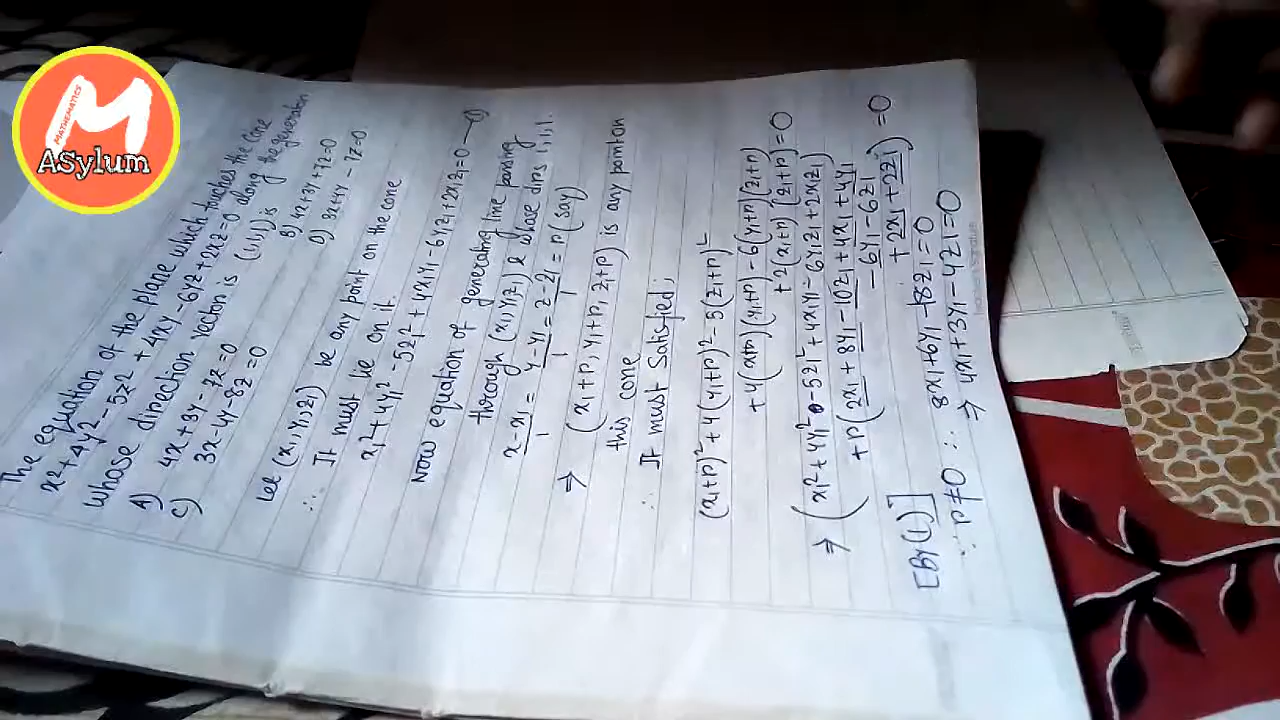 MATHEMATICS
Asylum
The equation of the plane which touches the cone
x²+4y²-5z²+4xy-6yz+2xz=0 along the generator
whose direction vector is (1,1,1) is
A) 4x+3y-7z=0 B) 4x+3y+7z=0
C) 3x-4y-8z=0 D) 3x+4y-7z=0
Let (x₁,y₁,z₁) be any point on the cone
∴ It must be on it.
x₁²+4y₁²-5z₁²+4x₁y₁-6y₁z₁+2x₁z₁=0 —(1)
Now equation of generating line passing
through (x₁,y₁,z₁) & whose dirs 1,1,1.
x-x₁/1 = y-y₁/1 = z-z₁/1 = r (say)
⇒ (x₁+r, y₁+r, z₁+r) is any point on
this cone
∴ It must satisfied;
(x₁+r)²+4(y₁+r)²-5(z₁+r)²
+4(x₁+r)(y₁+r)-6(y₁+r)(z₁+r)
+2(x₁+r)(z₁+r)=0
⇒ (x₁²+4y₁²-5z₁²+4x₁y₁-6y₁z₁+2x₁z₁)
+r(2x₁+8y₁-10z₁+4x₁+4y₁
-6y₁-6z₁
+2x₁+2z₁)=0
[By(1)]
∵ r≠0 ∴ 8x₁+6y₁-8z₁=0
⇒ 4x₁+3y₁-4z₁=0